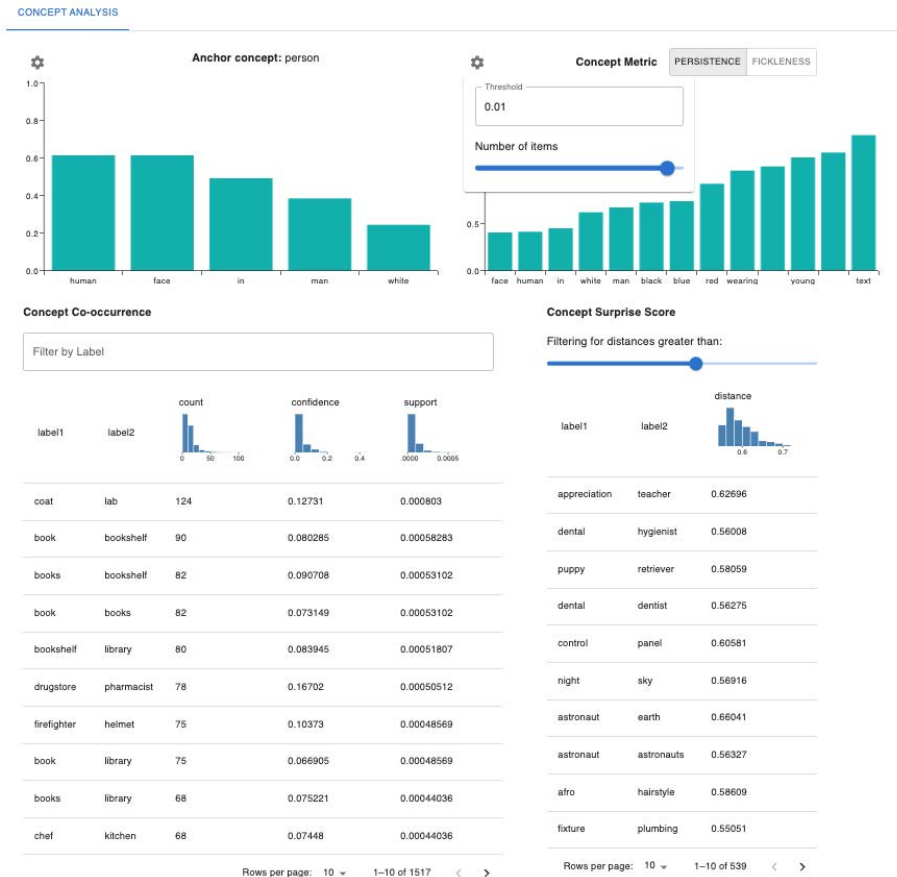 CONCEPT ANALYSIS
Anchor concept: person
1.0
0.8
0.6
0.4
0.2
0.0
human face in man white
Concept Metric PERSISTENCE FICKLENESS
Threshold
0.01
Number of items
0.5
0.0
face human in white man black blue red wearing young text
Concept Co-occurrence
Filter by Label
label1 label2 count confidence support
0 50 100 0.0 0.2 0.4 .0000 0.0005
coat lab 124 0.12731 0.000803
book bookshelf 90 0.080285 0.00058283
books bookshelf 82 0.090708 0.00053102
book books 82 0.073149 0.00053102
bookshelf library 80 0.083945 0.00051807
drugstore pharmacist 78 0.16702 0.00050512
firefighter helmet 75 0.10373 0.00048569
book library 75 0.066905 0.00048569
books library 68 0.075221 0.00044036
chef kitchen 68 0.07448 0.00044036
Rows per page: 10 1–10 of 1517
Concept Surprise Score
Filtering for distances greater than:
label1 label2 distance
0.6 0.7
appreciation teacher 0.62696
dental hygienist 0.56008
puppy retriever 0.58059
dental dentist 0.56275
control panel 0.60581
night sky 0.56916
astronaut earth 0.66041
astronaut astronauts 0.56327
afro hairstyle 0.58609
fixture plumbing 0.55051
Rows per page: 10 1–10 of 539